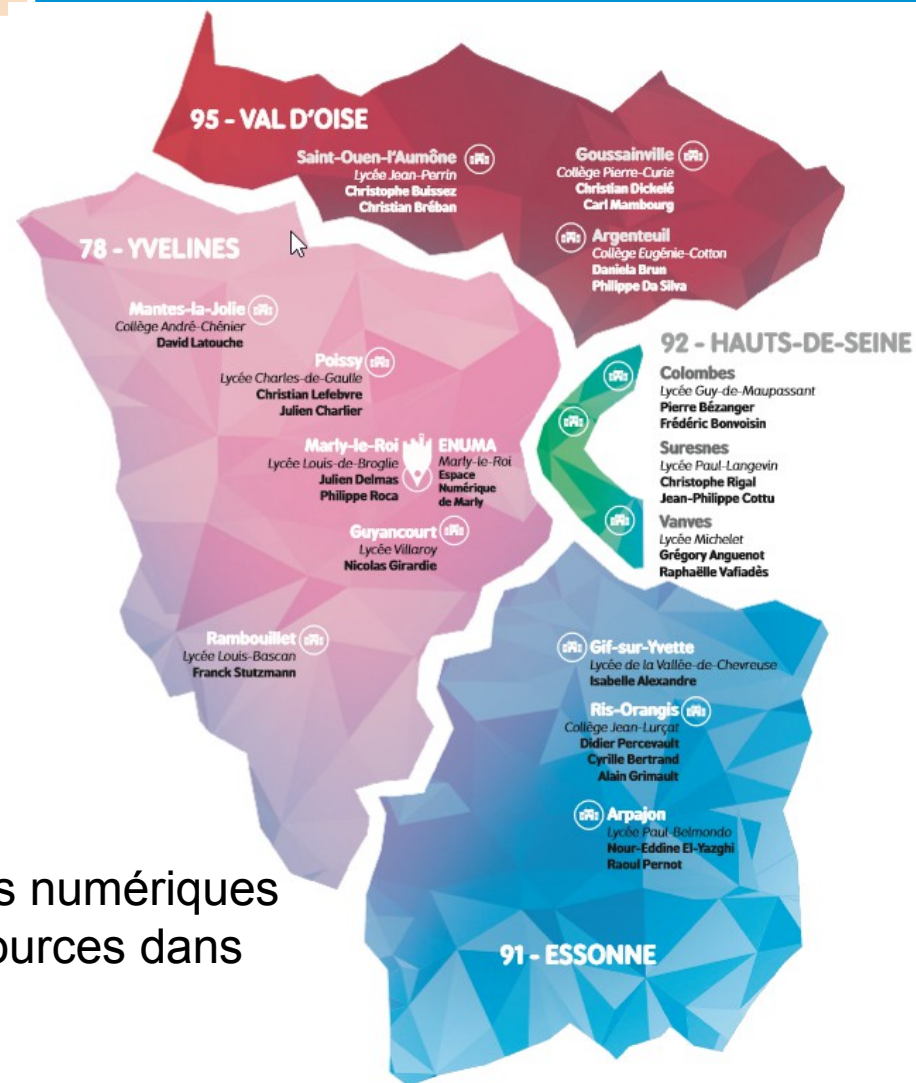 95 - VAL D'OISE
Saint-Ouen-l'Aumône
Lycée Jean-Perrin
Christophe Buissez
Christian Bréban
Goussainville
Collège Pierre-Curie
Christian Dickelé
Carl Mambourg
Argenteuil
Collège Eugénie-Cotton
Daniela Brun
Philippe Da Silva
78 - YVELINES
Mantes-la-Jolie
Collège André-Chênier
David Latouche
Poissy
Lycée Charles-de-Gaulle
Christian Lefebvre
Julien Charlier
Marly-le-Roi
Lycée Louis-de-Broglie
Julien Delmas
Philippe Roca
ENUMA
Marly-le-Roi
Espace
Numérique
de Marly
Guyancourt
Lycée Villaroy
Nicolas Girardie
Rambouillet
Lycée Louis-Bascan
Franck Stutzmann
92 - HAUTS-DE-SEINE
Colombes
Lycée Guy-de-Maupassant
Pierre Bézanger
Frédéric Bonvoisin
Suresnes
Lycée Paul-Langevin
Christophe Rigal
Jean-Philippe Cottu
Vanves
Lycée Michelet
Grégory Anguenot
Raphaëlle Vafiadès
Gif-sur-Yvette
Lycée de la Vallée-de-Chevreuse
Isabelle Alexandre
Ris-Orangis
Collège Jean-Lurçat
Didier Percevault
Cyrille Bertrand
Alain Grimault
Arpajon
Lycée Paul-Belmondo
Nour-Eddine El-Yazghi
Raoul Pernot
91 - ESSONNE
s numériques
ources dans